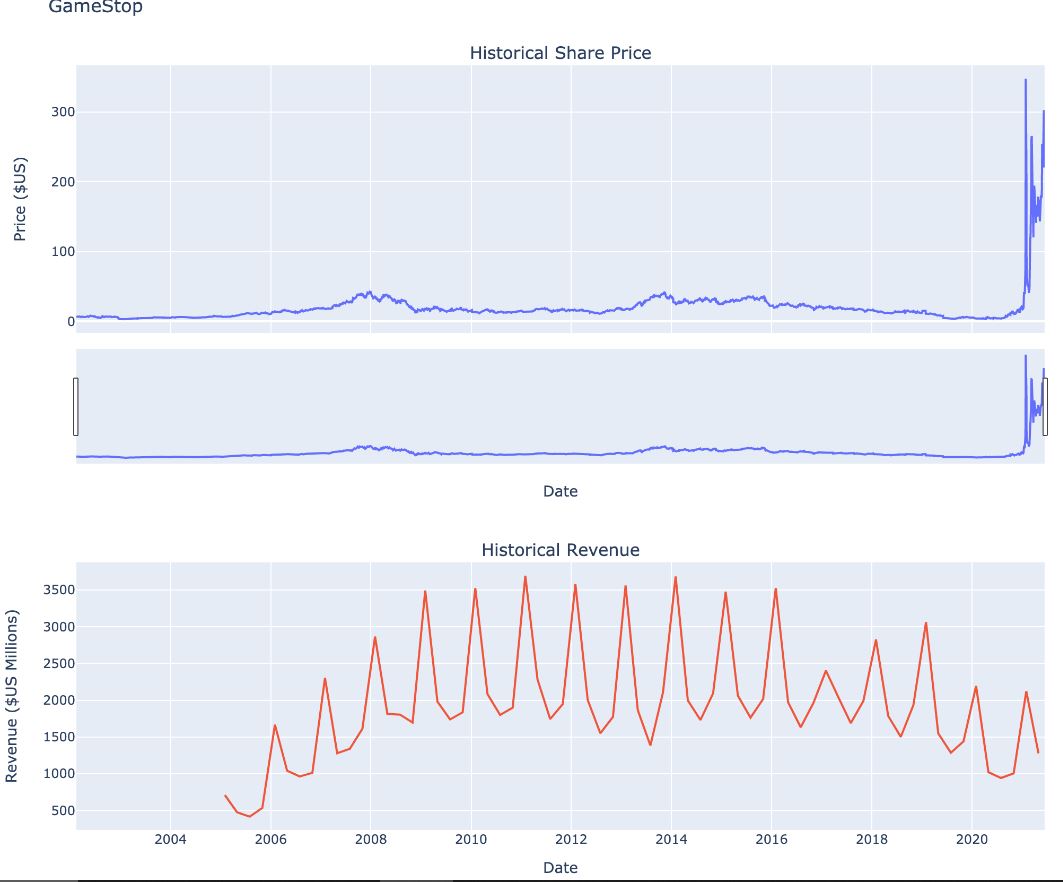 GameStop
Historical Share Price
Price ($US)
300
200
100
0
Date
Historical Revenue
Revenue ($US Millions)
3500
3000
2500
2000
1500
1000
500
2004 2006 2008 2010 2012 2014 2016 2018 2020
Date